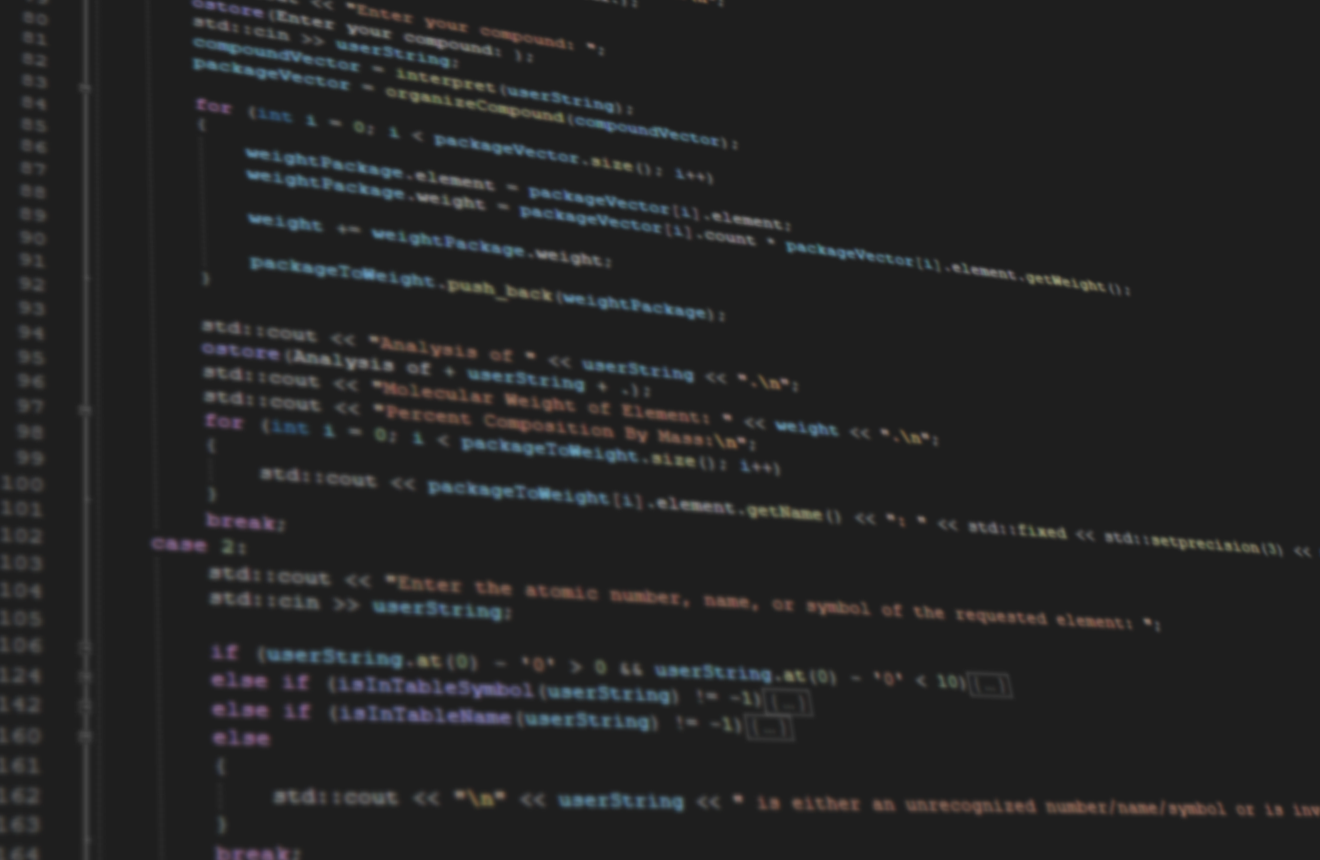 80 ostore(Enter your compound: );
81 std::cin >> userString;
82 compoundVector = interpret(userString);
83 packageVector = organizeCompound(compoundVector);
84
85 for (int i = 0; i < packageVector.size(); i++)
86 {
87 weightPackage.element = packageVector[i].element;
88 weightPackage.weight = packageVector[i].count * packageVector[i].element.getWeight();
89
90 weight += weightPackage.weight;
91
92 packageToWeight.push_back(weightPackage);
93 }
94
95 std::cout << "Analysis of " << userString << ".\n";
96 ostore(Analysis of + userString + .);
97 std::cout << "Molecular Weight of Element: " << weight << ".\n";
98 std::cout << "Percent Composition By Mass:\n";
99 for (int i = 0; i < packageToWeight.size(); i++)
100 {
101 std::cout << packageToWeight[i].element.getName() << ": " << std::fixed << std::setprecision(3) <<
102 }
103 break;
104 case 2:
105 std::cout << "Enter the atomic number, name, or symbol of the requested element: ";
106 std::cin >> userString;
124 if (userString.at(0) - '0' > 0 && userString.at(0) - '0' < 10){...}
142 else if (isInTableSymbol(userString) != -1){...}
160 else if (isInTableName(userString) != -1){...}
161 else
162 {
163 std::cout << "\n" << userString << " is either an unrecognized number/name/symbol or is
164 }
break;